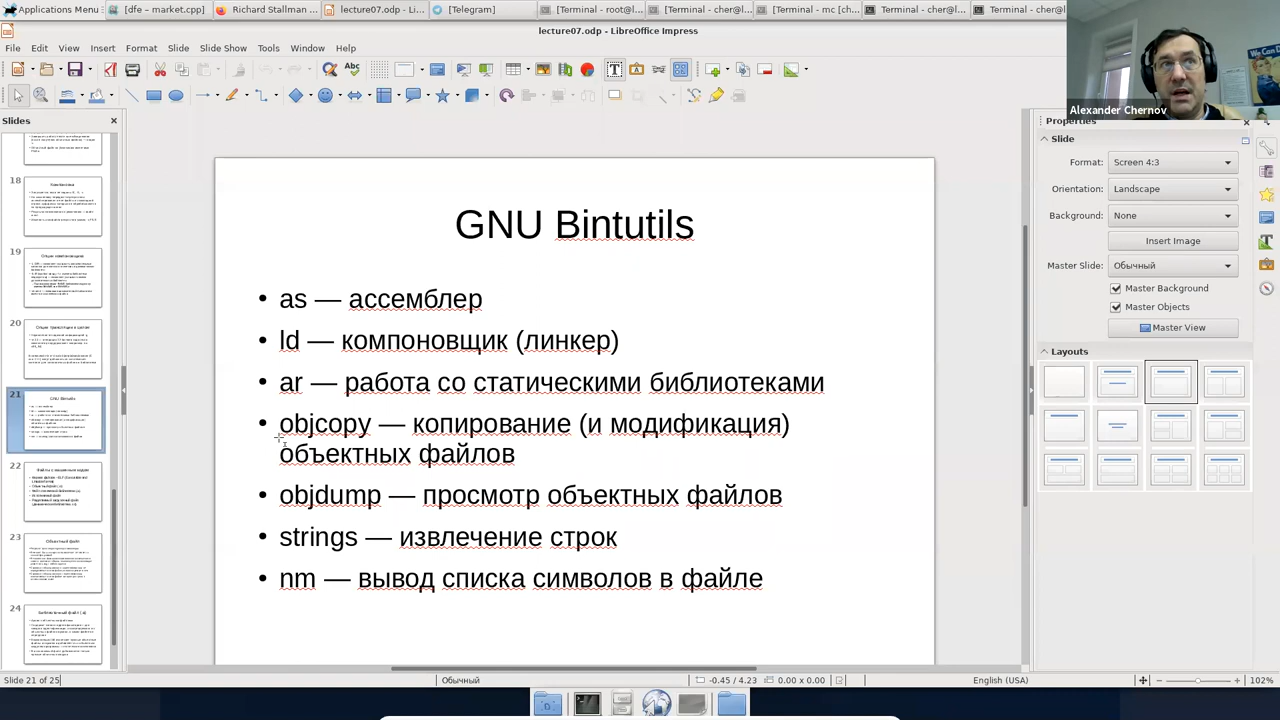 Applications Menu
[dfe – market.cpp]
Richard Stallman ...
lecture07.odp - Li...
[Telegram]
[Terminal - root@l...
[Terminal - cher@l...
[Terminal - mc [ch...
Terminal - cher@l...
Terminal - cher@l...
lecture07.odp - LibreOffice Impress
File Edit View Insert Format Slide Slide Show Tools Window Help
Alexander Chernov
Slides
Properties
Slide
Format: Screen 4:3
Orientation: Landscape
Background: None
Insert Image
Master Slide: Обычный
Master Background
Master Objects
Master View
Layouts
18
19
20
21
GNU Bintutils
22
23
Объектный файл
24
GNU Bintutils
• as — ассемблер
• ld — компоновщик (линкер)
• ar — работа со статическими библиотеками
• objcopy — копирование (и модификация)
объектных файлов
• objdump — просмотр объектных файлов
• strings — извлечение строк
• nm — вывод списка символов в файле
Slide 21 of 25
Обычный
-0.45 / 4.23
0.00 x 0.00
English (USA)
102%